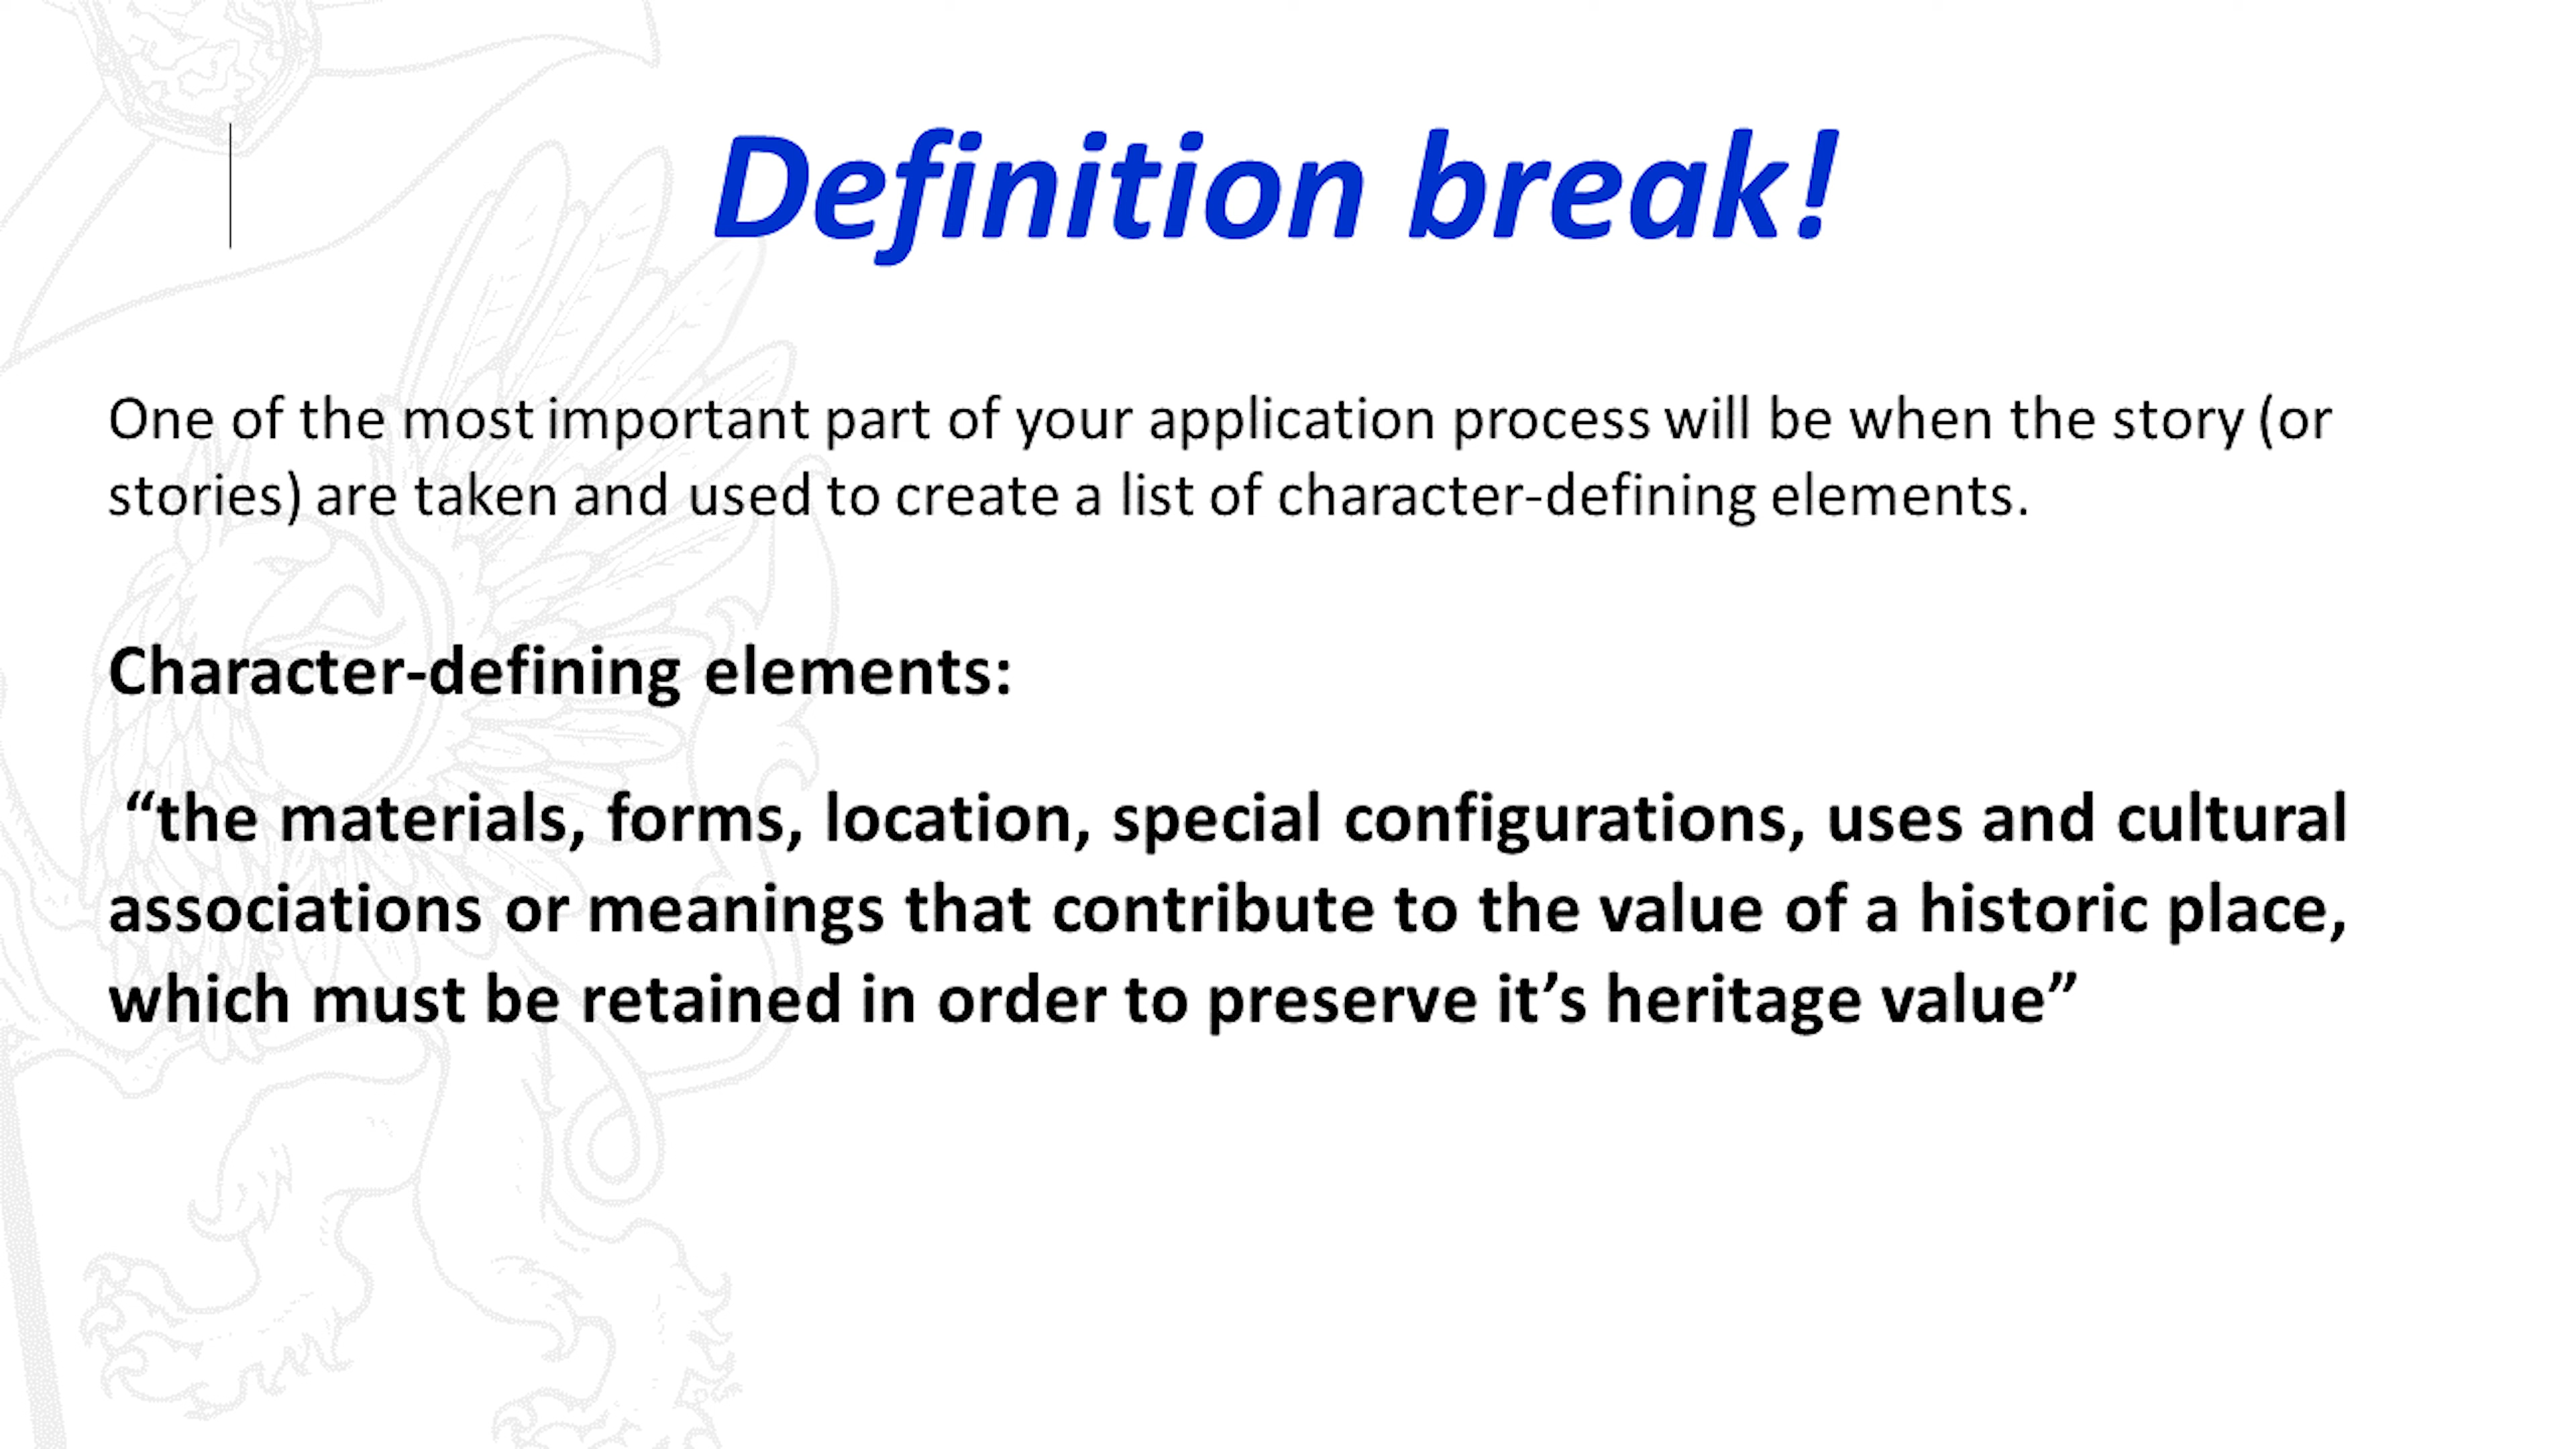 Definition break!
One of the most important part of your application process will be when the story (or
stories) are taken and used to create a list of character-defining elements.
Character-defining elements:
“the materials, forms, location, special configurations, uses and cultural
associations or meanings that contribute to the value of a historic place,
which must be retained in order to preserve it’s heritage value”